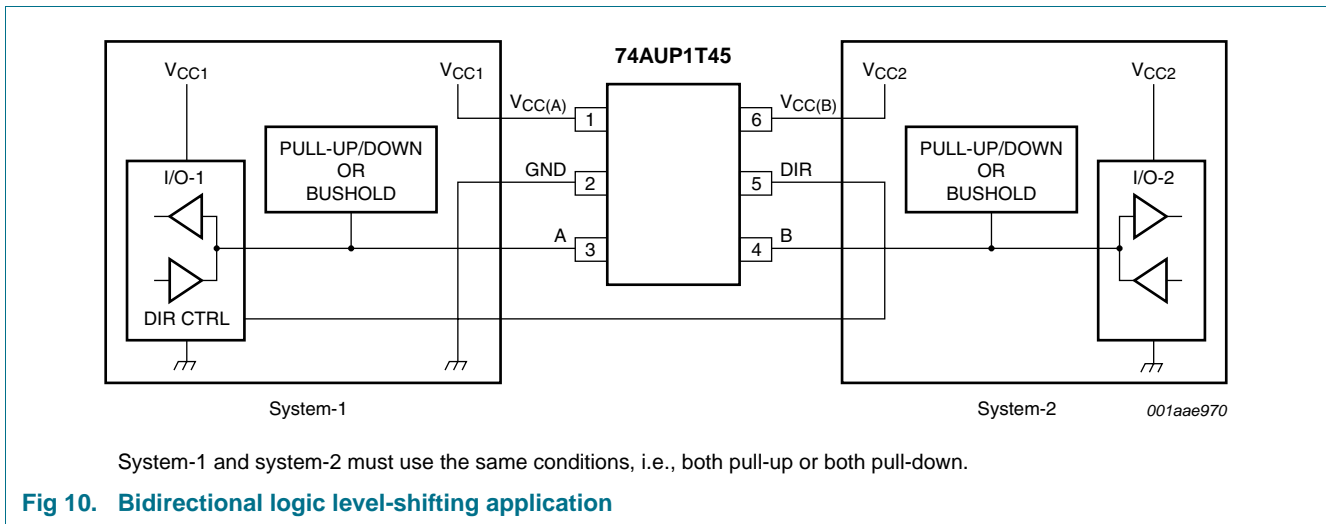 74AUP1T45
VCC1
VCC1
VCC(A)
1
6
VCC(B)
VCC2
VCC2
PULL-UP/DOWN
OR
BUSHOLD
I/O-1
GND
2
5
DIR
PULL-UP/DOWN
OR
BUSHOLD
I/O-2
A
3
4
B
DIR CTRL
System-1
System-2
001aae970
System-1 and system-2 must use the same conditions, i.e., both pull-up or both pull-down.
Fig 10. Bidirectional logic level-shifting application